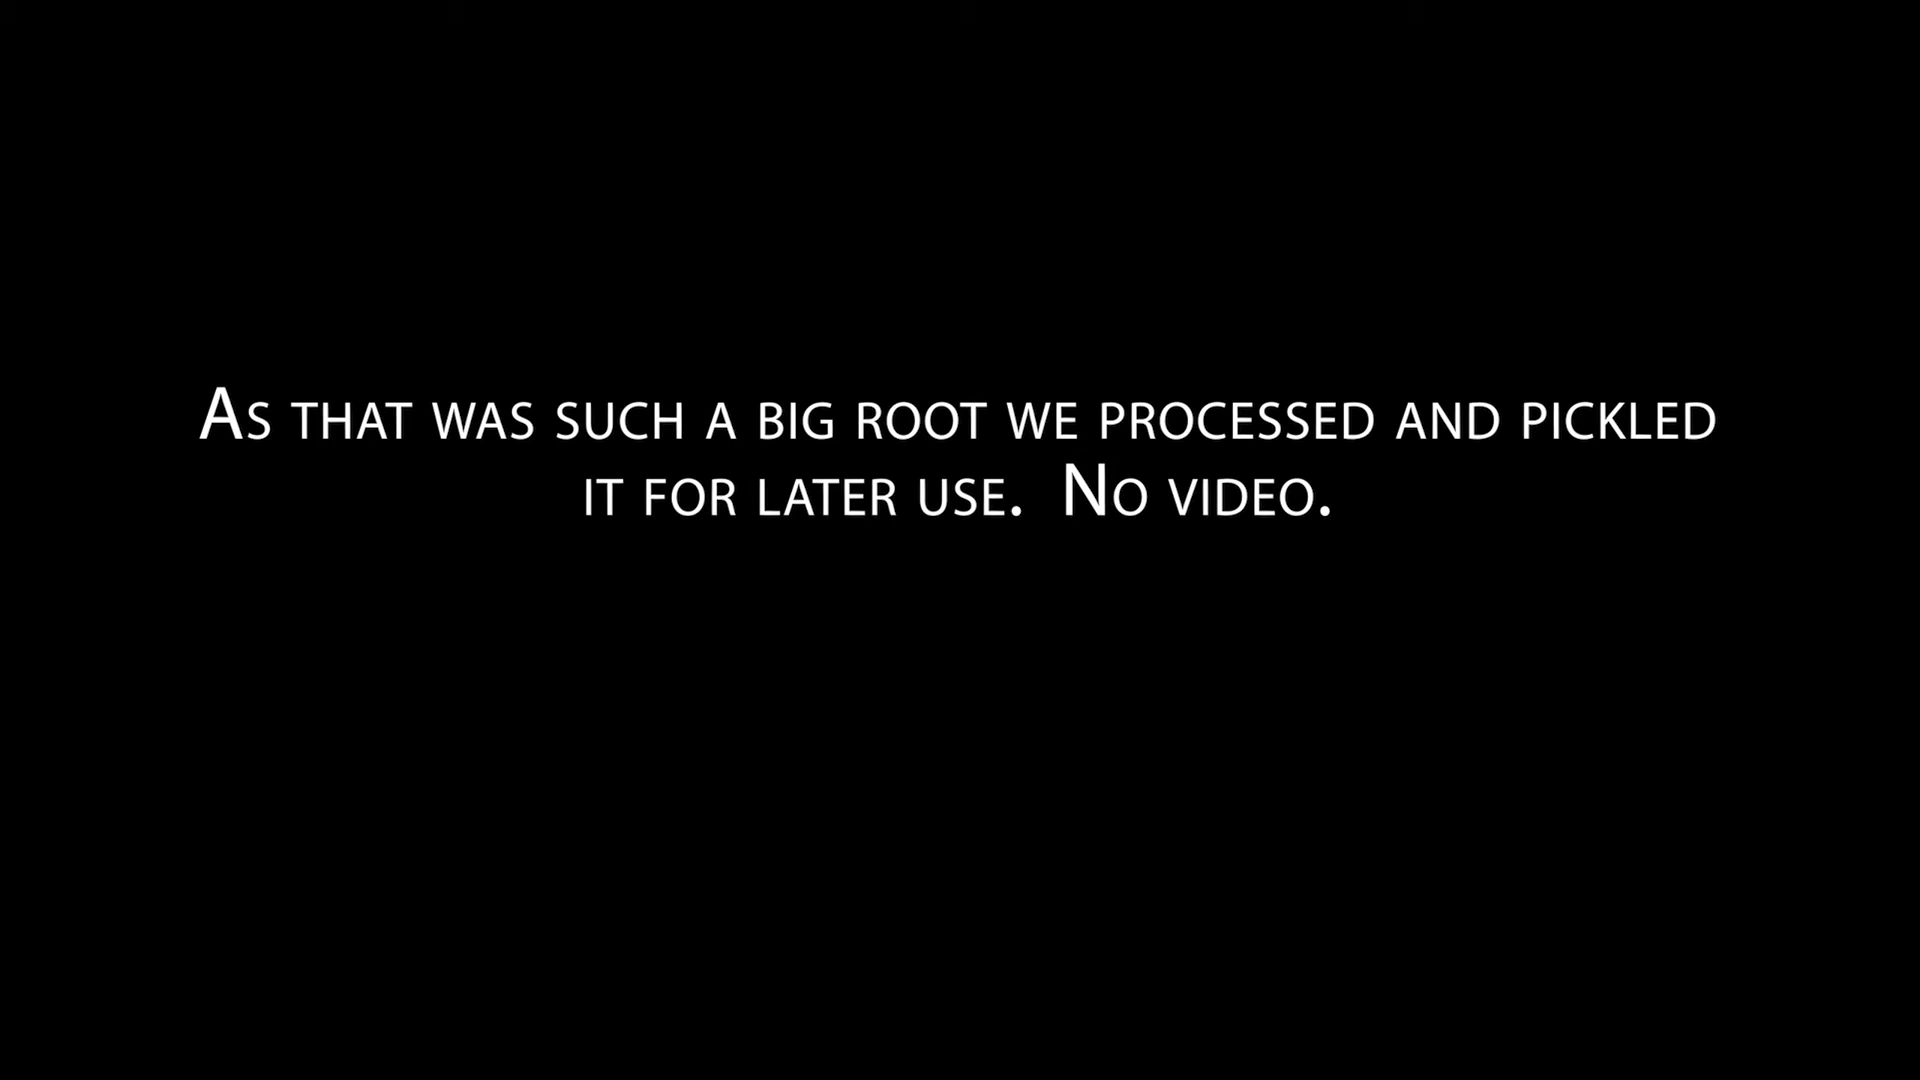 As that was such a big root we processed and pickled
it for later use.  No video.